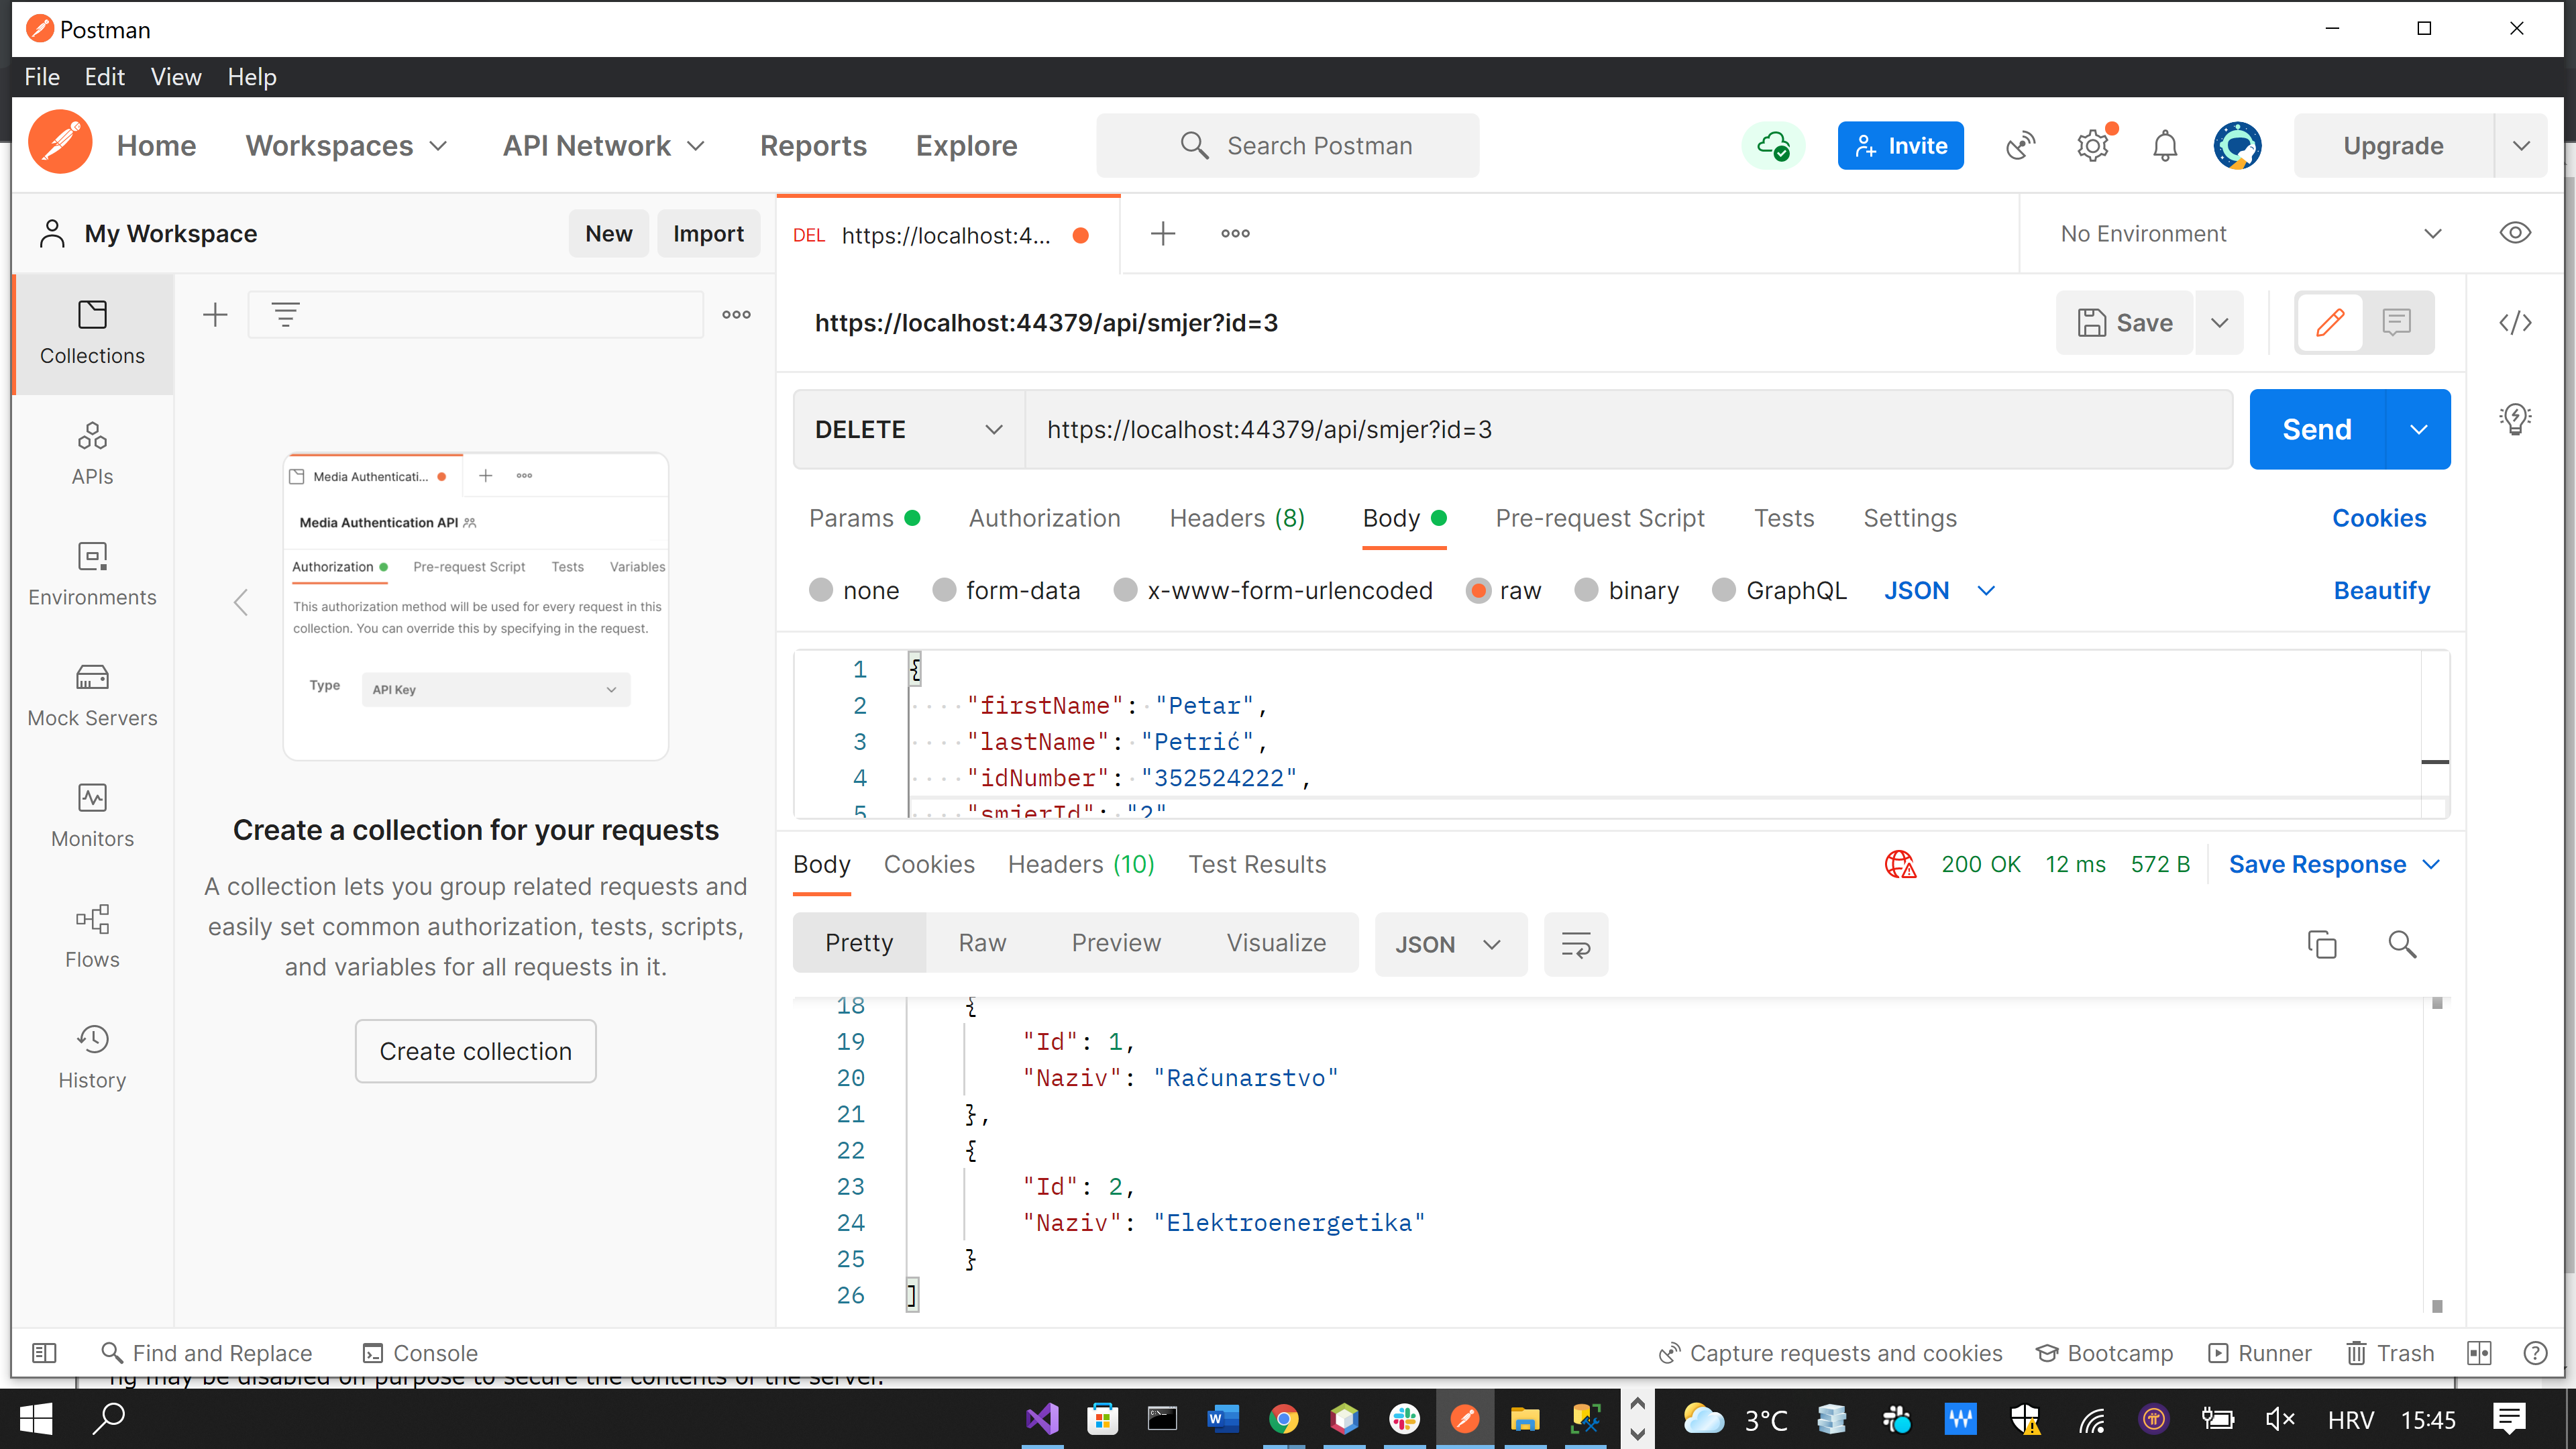 Postman
File Edit View Help
Home Workspaces API Network Reports Explore Search Postman Invite Upgrade
My Workspace New Import DEL https://localhost:4... No Environment
Collections
APIs
Environments
Mock Servers
Monitors
Flows
History
Media Authenticati...
Media Authentication API
Authorization Pre-request Script Tests Variables
This authorization method will be used for every request in this
collection. You can override this by specifying in the request.
Type API Key
Create a collection for your requests
A collection lets you group related requests and
easily set common authorization, tests, scripts,
and variables for all requests in it.
Create collection
https://localhost:44379/api/smjer?id=3 Save
DELETE https://localhost:44379/api/smjer?id=3 Send
Params Authorization Headers (8) Body Pre-request Script Tests Settings Cookies
none form-data x-www-form-urlencoded raw binary GraphQL JSON Beautify
1 {
2 "firstName": "Petar",
3 "lastName": "Petrić",
4 "idNumber": "352524222",
5 "smjerId": "2"
Body Cookies Headers (10) Test Results 200 OK 12 ms 572 B Save Response
Pretty Raw Preview Visualize JSON
18 {
19 "Id": 1,
20 "Naziv": "Računarstvo"
21 },
22 {
23 "Id": 2,
24 "Naziv": "Elektroenergetika"
25 }
26 ]
Find and Replace Console Capture requests and cookies Bootcamp Runner Trash
ng may be disabled on purpose to secure the contents of the server.
3°C HRV 15:45